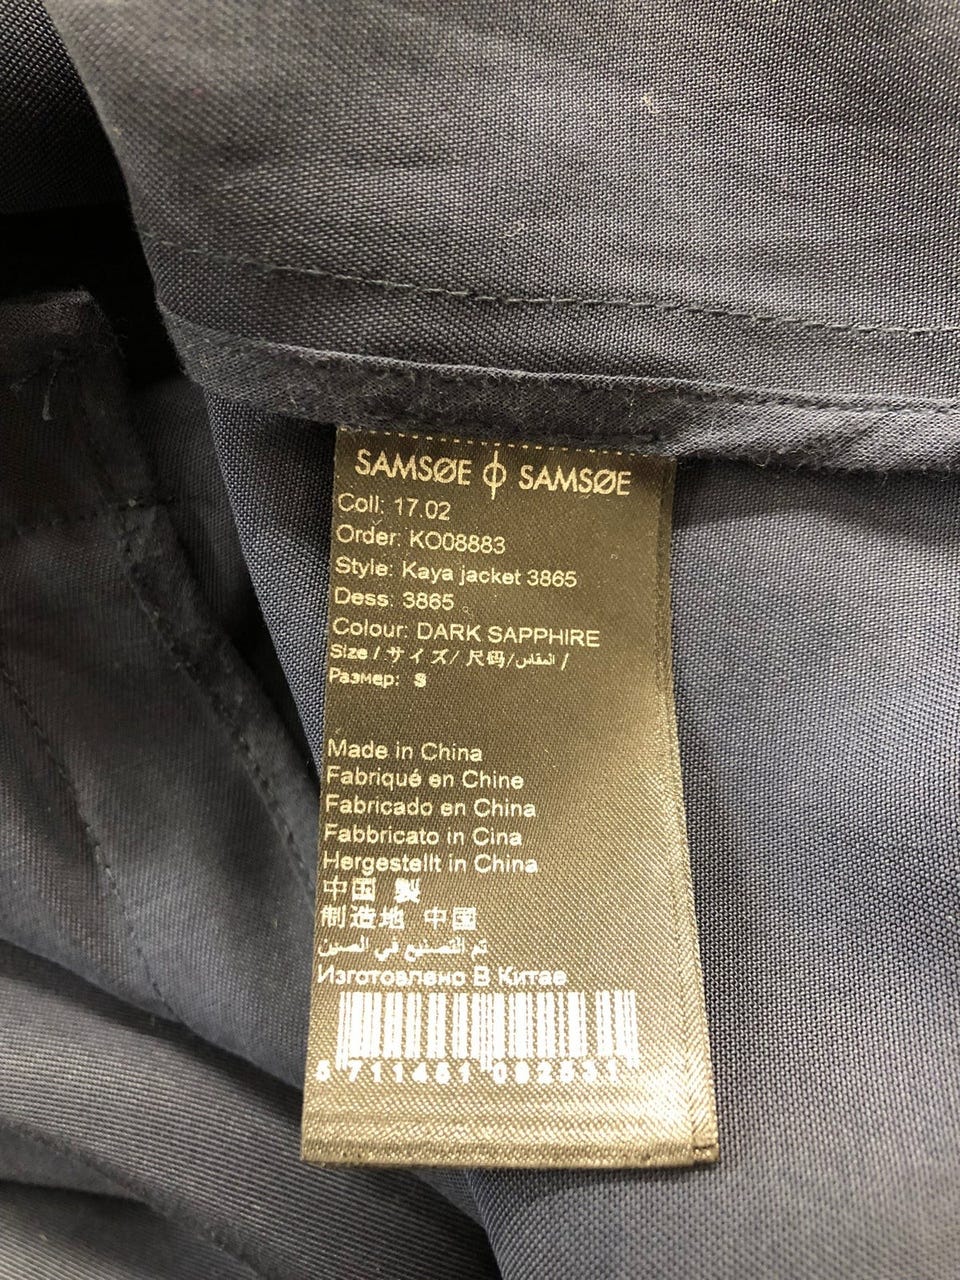 SAMSØE ϕ SAMSØE
Coll: 17.02
Order: KO08883
Style: Kaya jacket 3865
Dess: 3865
Colour: DARK SAPPHIRE
Size / サイズ/ 尺码/المقاس /
Размер: S
Made in China
Fabriqué en Chine
Fabricado en China
Fabbricato in Cina
Hergestellt in China
中国 製
制造地 中国
تم التصنيع في الصين
Изготовлено В Китае